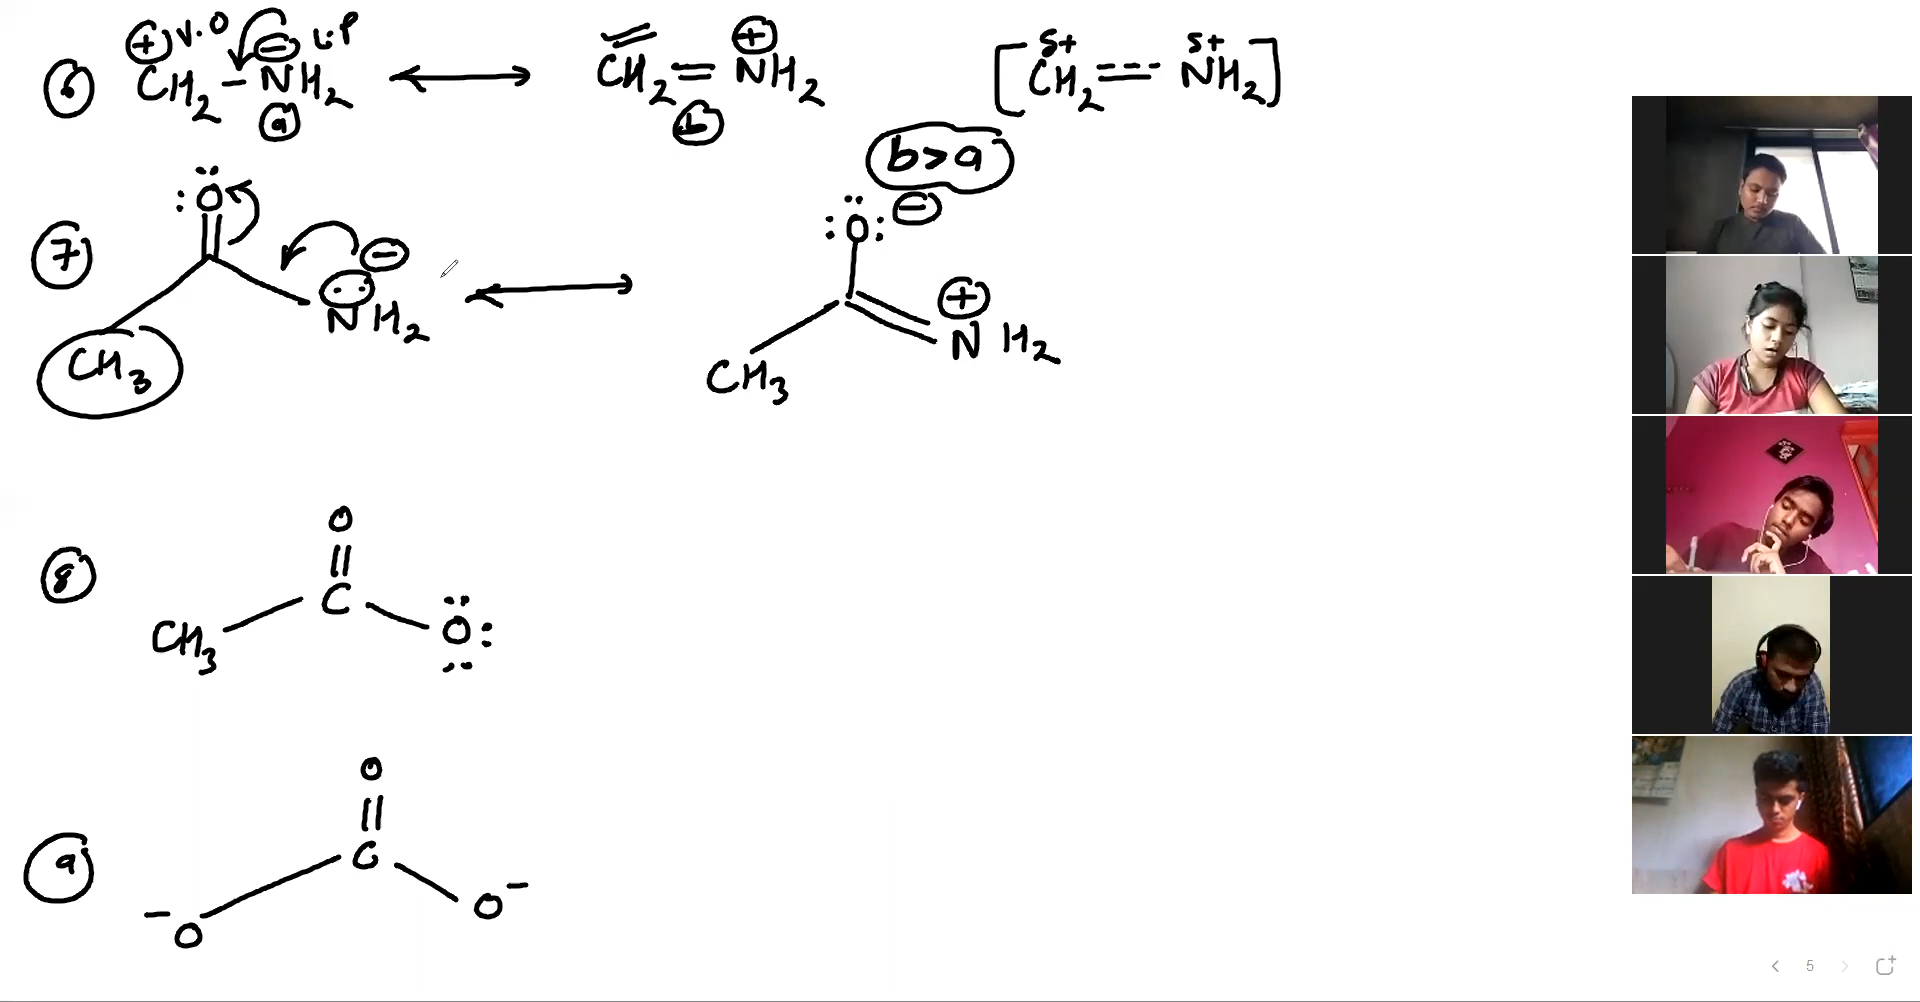 ⊕ V.O ⊖ L.P
⑥ CH₂ - NH₂ ⟷ CH₂ = NH₂ ⊕ [CH₂ === NH₂] δ+ δ+
ⓐ ⓑ
b > a
⑦ :Ö CH₃ N̈H₂ ⊖ ⟷ :Ö: ⊖ CH₃ NH₂ ⊕
⑧ O
CH₃ C Ö:
⑨ O
C
-O O-
5